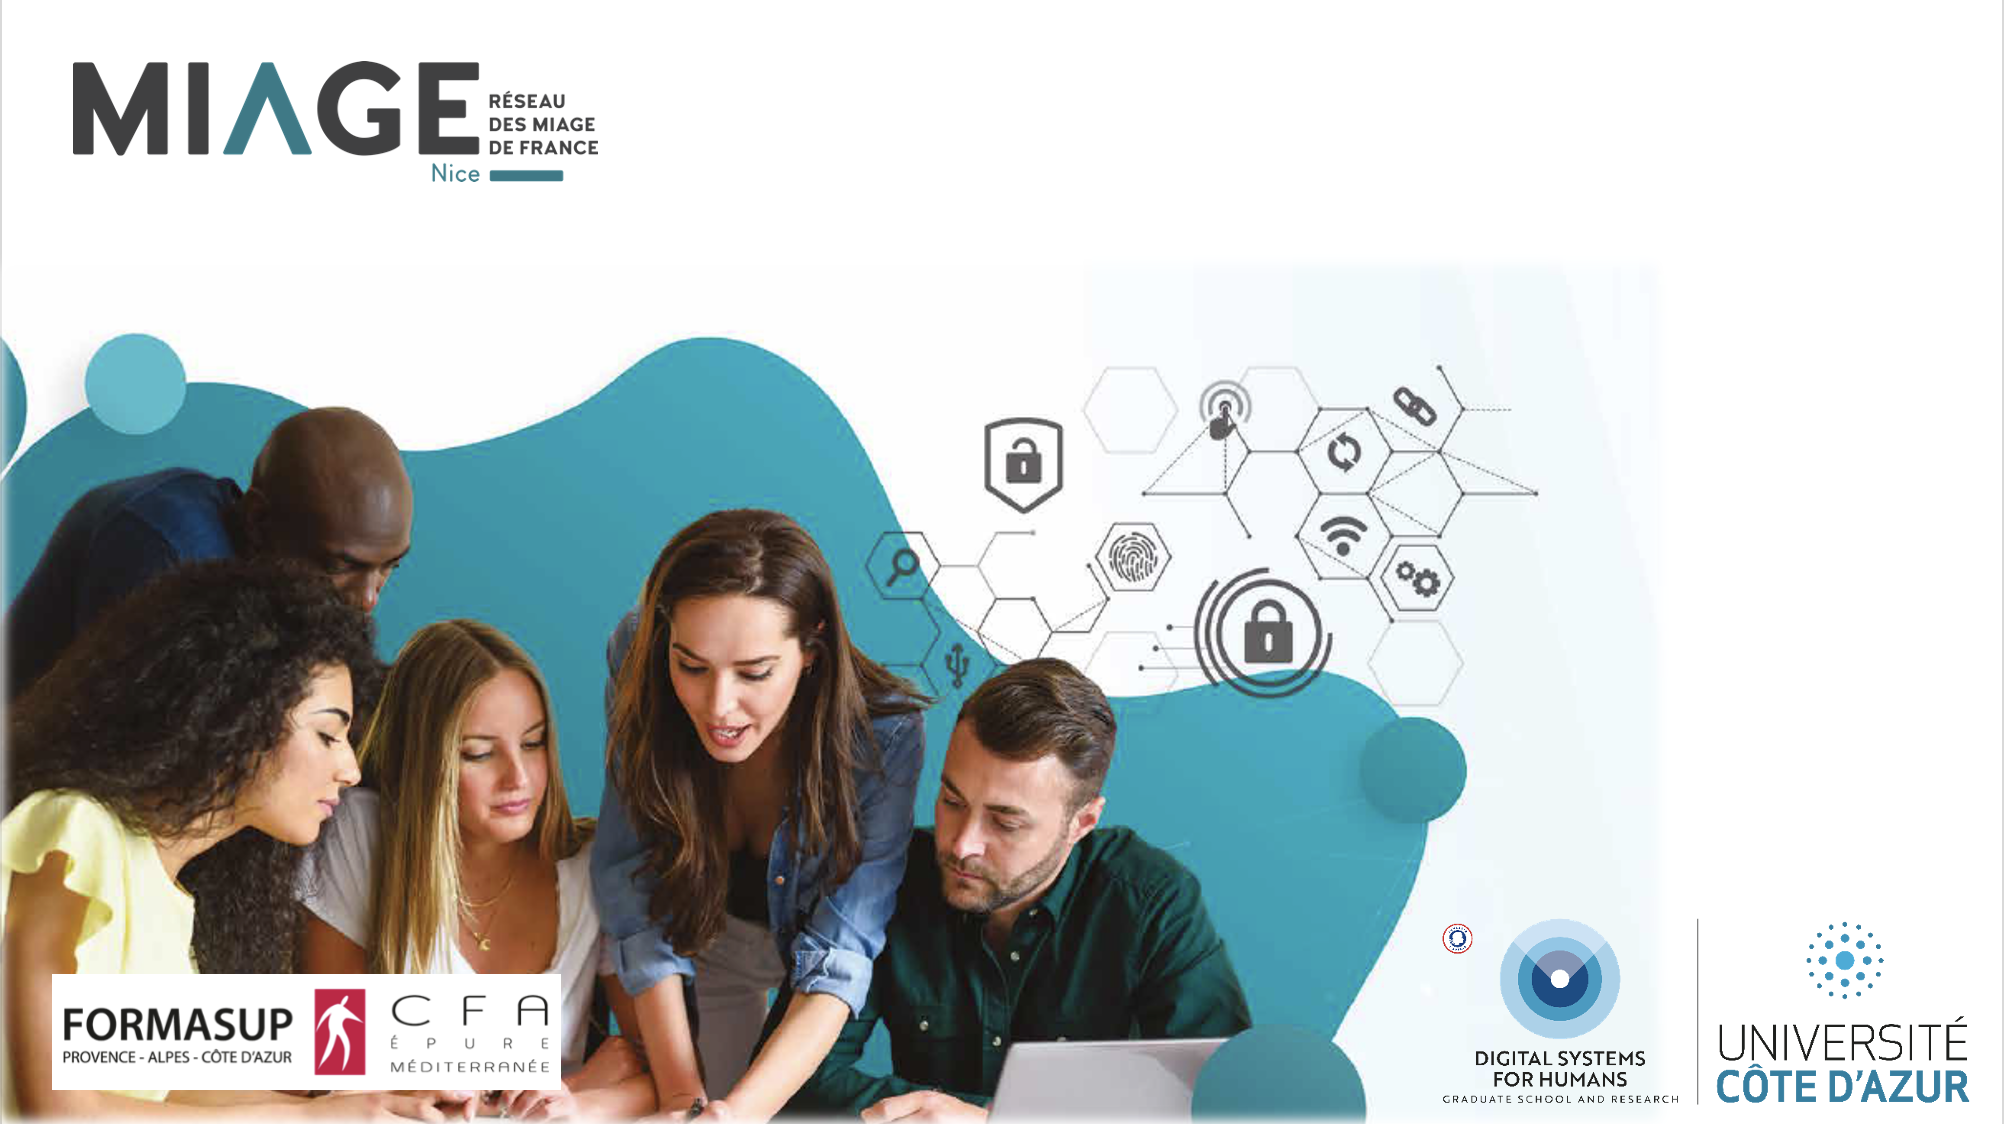 MIAGE
RÉSEAU
DES MIAGE
DE FRANCE
Nice
FORMASUP
PROVENCE - ALPES - CÔTE D'AZUR
CFA
ÉPURE
MÉDITERRANÉE
DIGITAL SYSTEMS
FOR HUMANS
GRADUATE SCHOOL AND RESEARCH
UNIVERSITÉ
CÔTE D'AZUR